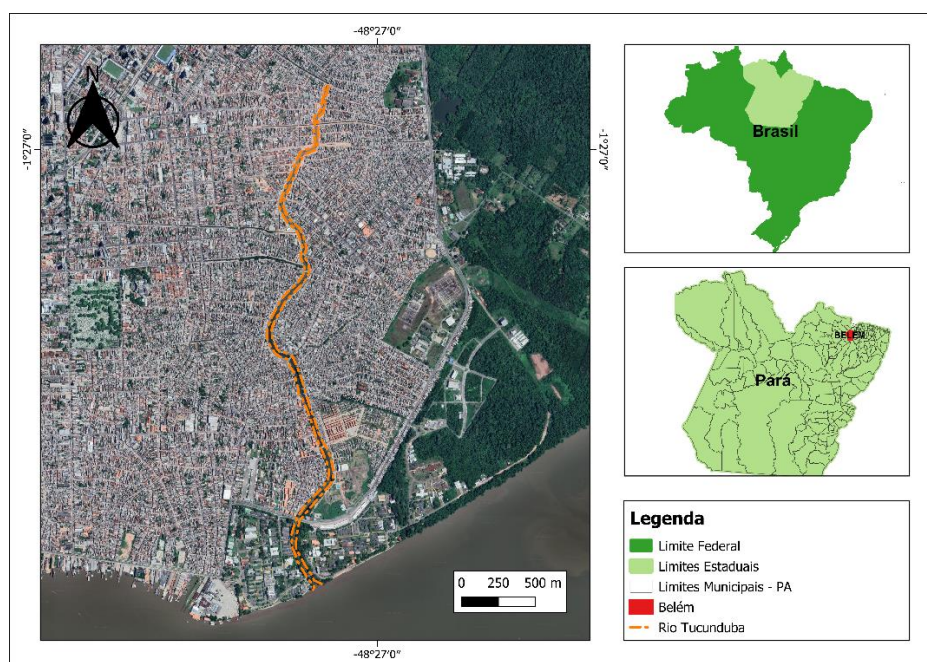 -48°27'0"
N
-1°27'0"
-1°27'0"
0 250 500 m
-48°27'0"
Brasil
BELÉM
Pará
Legenda
Limite Federal
Limites Estaduais
Limites Municipais - PA
Belém
Rio Tucunduba